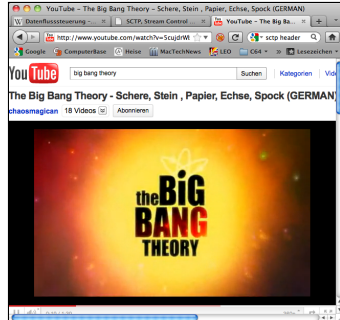 YouTube - The Big Bang Theory - Schere, Stein , Papier, Echse, Spock (GERMAN)
Datenflusssteuerung -... SCTP, Stream Control ... YouTube - The Big Ba...
http://www.youtube.com/watch?v=5cujdrWl sctp header
Google ComputerBase Heise MacTechNews LEO C64 Lesezeichen
YouTube big bang theory Suchen Kategorien
The Big Bang Theory - Schere, Stein , Papier, Echse, Spock (GERMAN)
chaosmagican 18 Videos Abonnieren
the BIG
BANG
THEORY